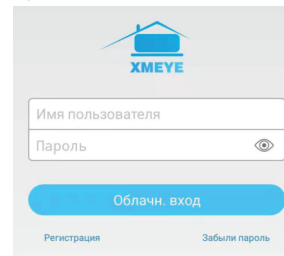 XMEYE
Имя пользователя
Пароль
Облачн. вход
Регистрация Забыли пароль